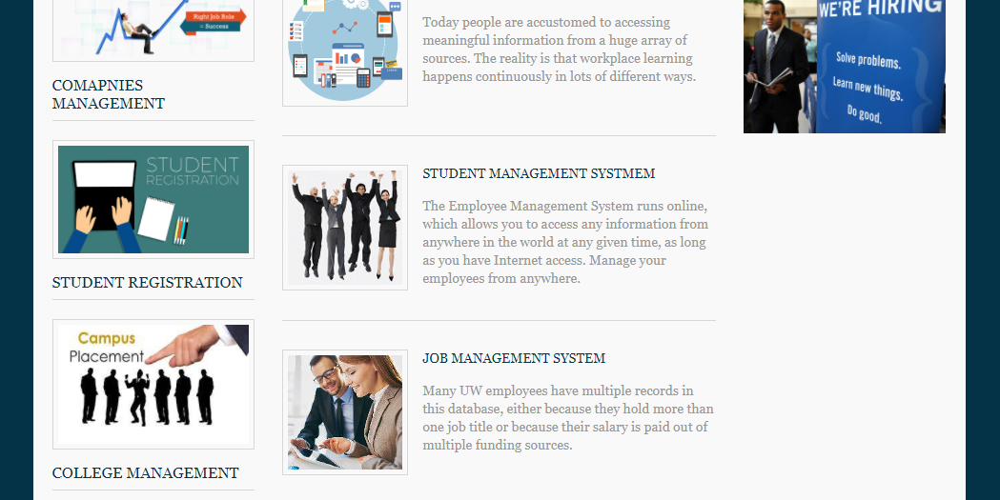 Right Job Role
= Success
COMAPNIES
MANAGEMENT
STUDENT
REGISTRATION
STUDENT REGISTRATION
Campus
Placement
COLLEGE MANAGEMENT
Today people are accustomed to accessing
meaningful information from a huge array of
sources. The reality is that workplace learning
happens continuously in lots of different ways.
STUDENT MANAGEMENT SYSTMEM
The Employee Management System runs online,
which allows you to access any information from
anywhere in the world at any given time, as long
as you have Internet access. Manage your
employees from anywhere.
JOB MANAGEMENT SYSTEM
Many UW employees have multiple records in
this database, either because they hold more than
one job title or because their salary is paid out of
multiple funding sources.
WE'RE HIRING
Solve problems.
Learn new things.
Do good.